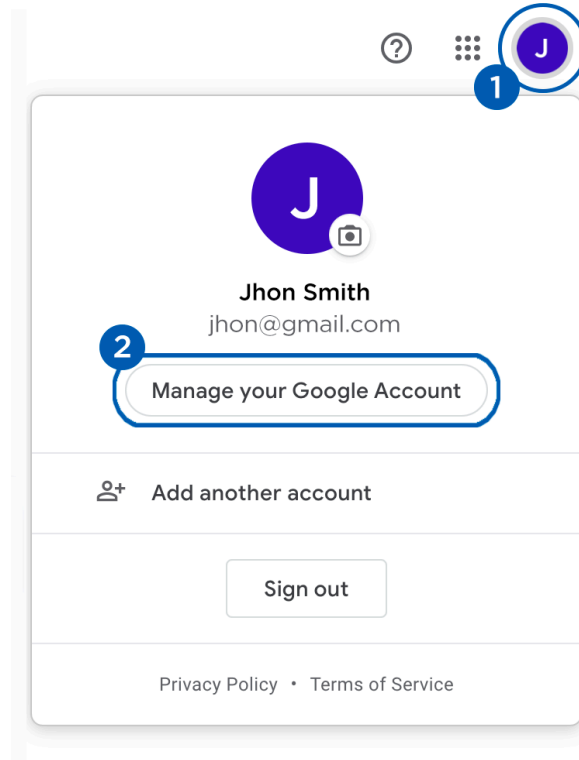 J
1
J
Jhon Smith
jhon@gmail.com
2
Manage your Google Account
Add another account
Sign out
Privacy Policy • Terms of Service